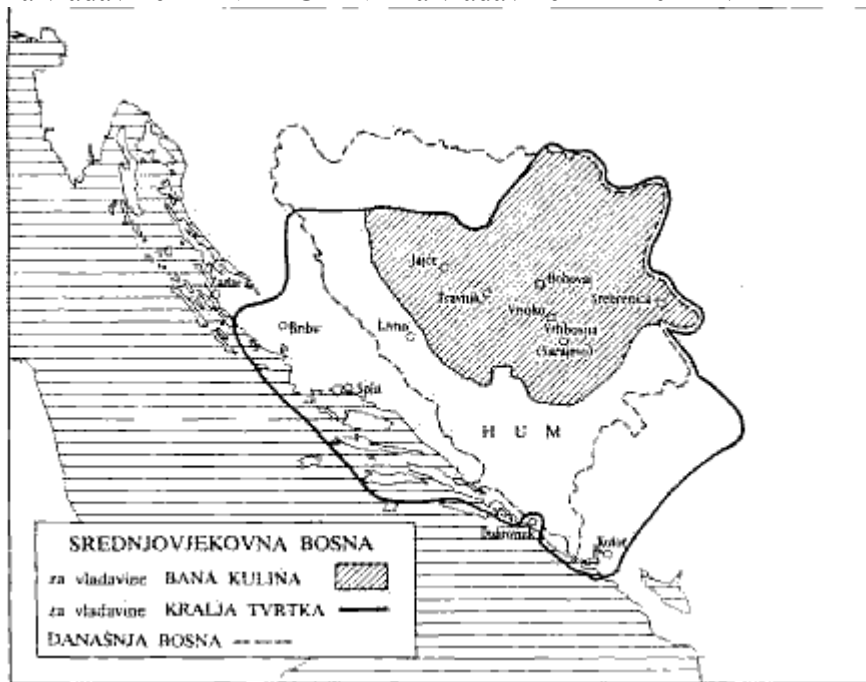 Jajce
Bobovac
Travnik
Srebrenica
Visoko
Vrhbosna
(Sarajevo)
Livno
Bribir
Split
H U M
Dubrovnik
Kotor
SREDNJOVJEKOVNA BOSNA
za vladavine BANA KULINA
za vladavine KRALJA TVRTKA
DANAŠNJA BOSNA